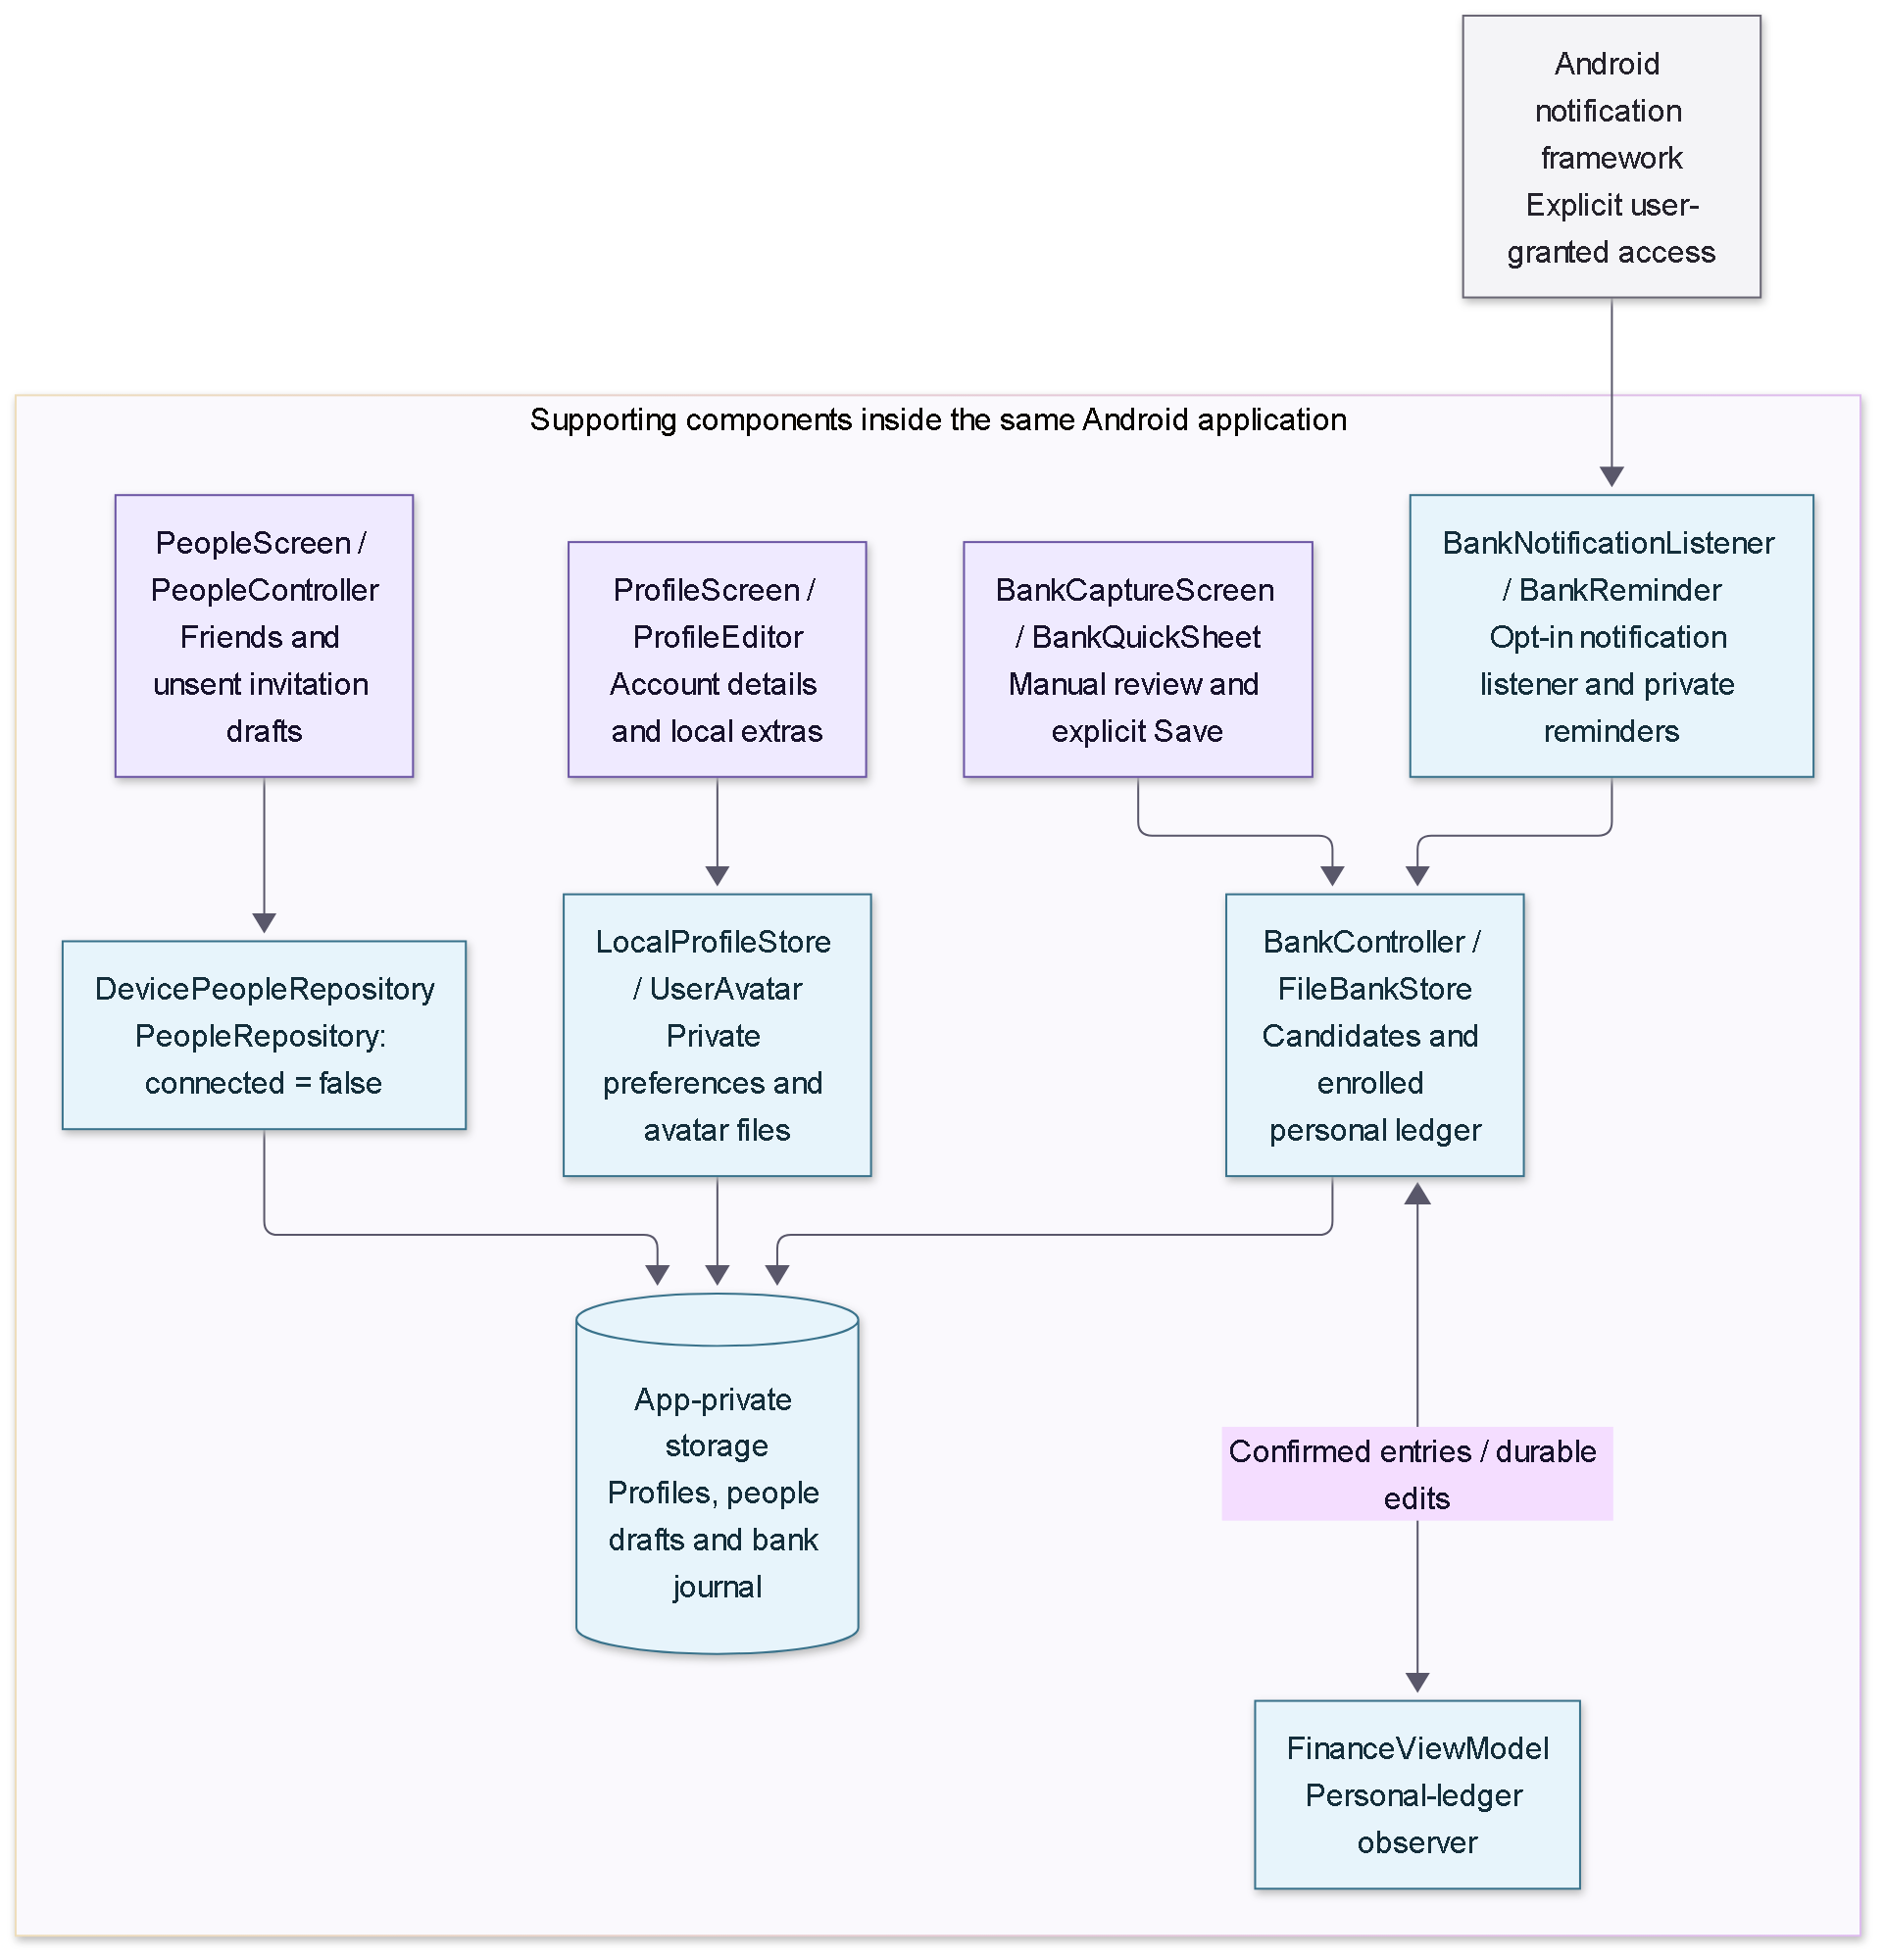 Android
notification
framework
Explicit user-
granted access
Supporting components inside the same Android application
PeopleScreen /
PeopleController
Friends and
unsent invitation
drafts
ProfileScreen /
ProfileEditor
Account details
and local extras
BankCaptureScreen
/ BankQuickSheet
Manual review and
explicit Save
BankNotificationListener
/ BankReminder
Opt-in notification
listener and private
reminders
DevicePeopleRepository
PeopleRepository:
connected = false
LocalProfileStore
/ UserAvatar
Private
preferences and
avatar files
BankController /
FileBankStore
Candidates and
enrolled
personal ledger
App-private
storage
Profiles, people
drafts and bank
journal
Confirmed entries / durable
edits
FinanceViewModel
Personal-ledger
observer